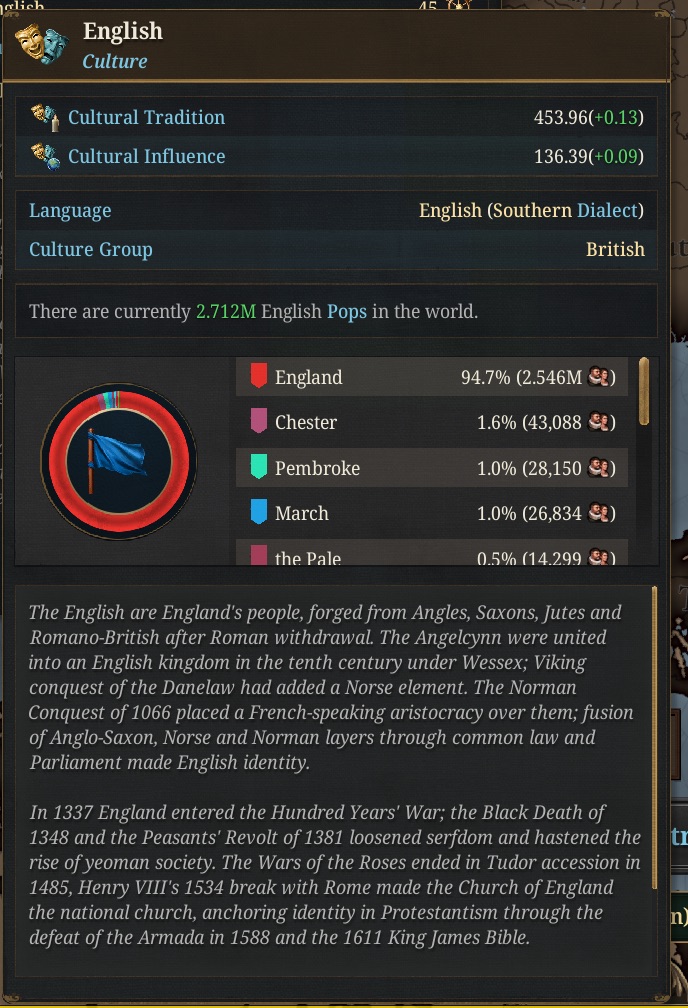 English
Culture
Cultural Tradition 453.96(+0.13)
Cultural Influence 136.39(+0.09)
Language English (Southern Dialect)
Culture Group British
There are currently 2.712M English Pops in the world.
England 94.7% (2.546M )
Chester 1.6% (43,088 )
Pembroke 1.0% (28,150 )
March 1.0% (26,834 )
the Pale 0.5% (14,299 )
The English are England's people, forged from Angles, Saxons, Jutes and
Romano-British after Roman withdrawal. The Angelcynn were united
into an English kingdom in the tenth century under Wessex; Viking
conquest of the Danelaw had added a Norse element. The Norman
Conquest of 1066 placed a French-speaking aristocracy over them; fusion
of Anglo-Saxon, Norse and Norman layers through common law and
Parliament made English identity.
In 1337 England entered the Hundred Years' War; the Black Death of
1348 and the Peasants' Revolt of 1381 loosened serfdom and hastened the
rise of yeoman society. The Wars of the Roses ended in Tudor accession in
1485, Henry VIII's 1534 break with Rome made the Church of England
the national church, anchoring identity in Protestantism through the
defeat of the Armada in 1588 and the 1611 King James Bible.